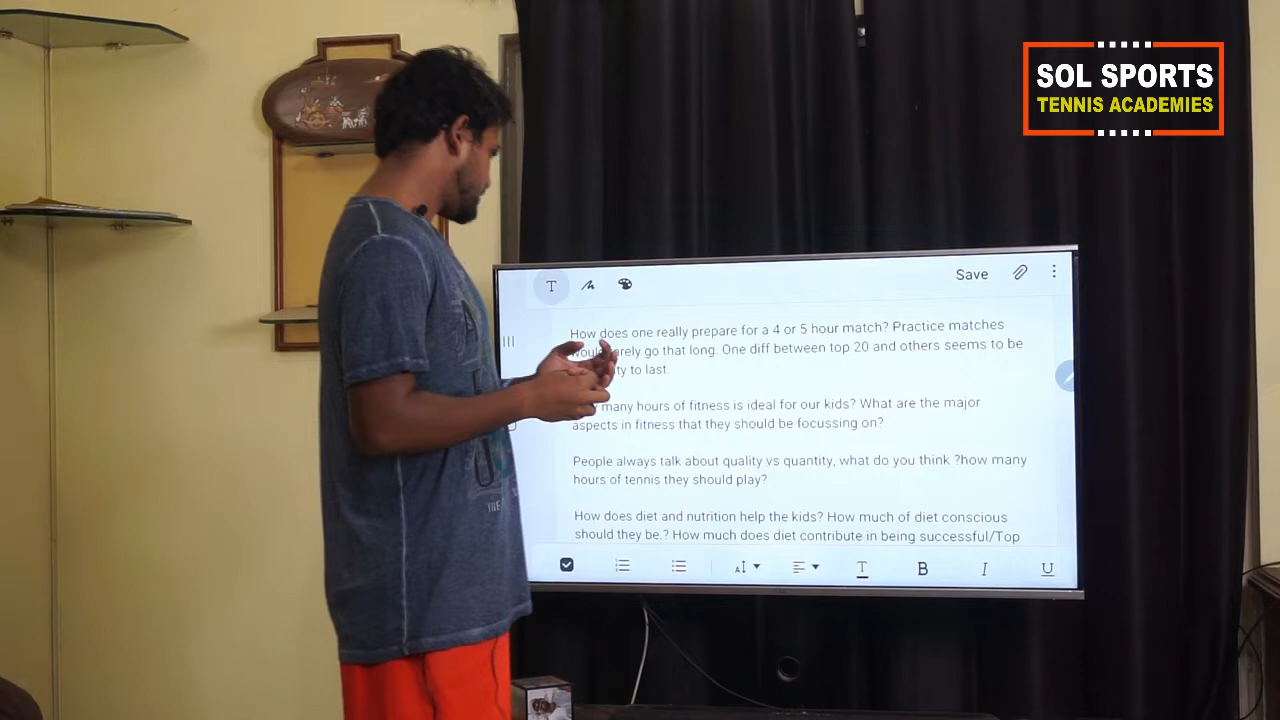 SOL SPORTS
TENNIS ACADEMIES
T
Save
How does one really prepare for a 4 or 5 hour match? Practice matches
would rarely go that long. One diff between top 20 and others seems to be
to last.
many hours of fitness is ideal for our kids? What are the major
aspects in fitness that they should be focussing on?
People always talk about quality vs quantity, what do you think ?how many
hours of tennis they should play?
How does diet and nutrition help the kids? How much of diet conscious
should they be.? How much does diet contribute in being successful/Top
A T B I U